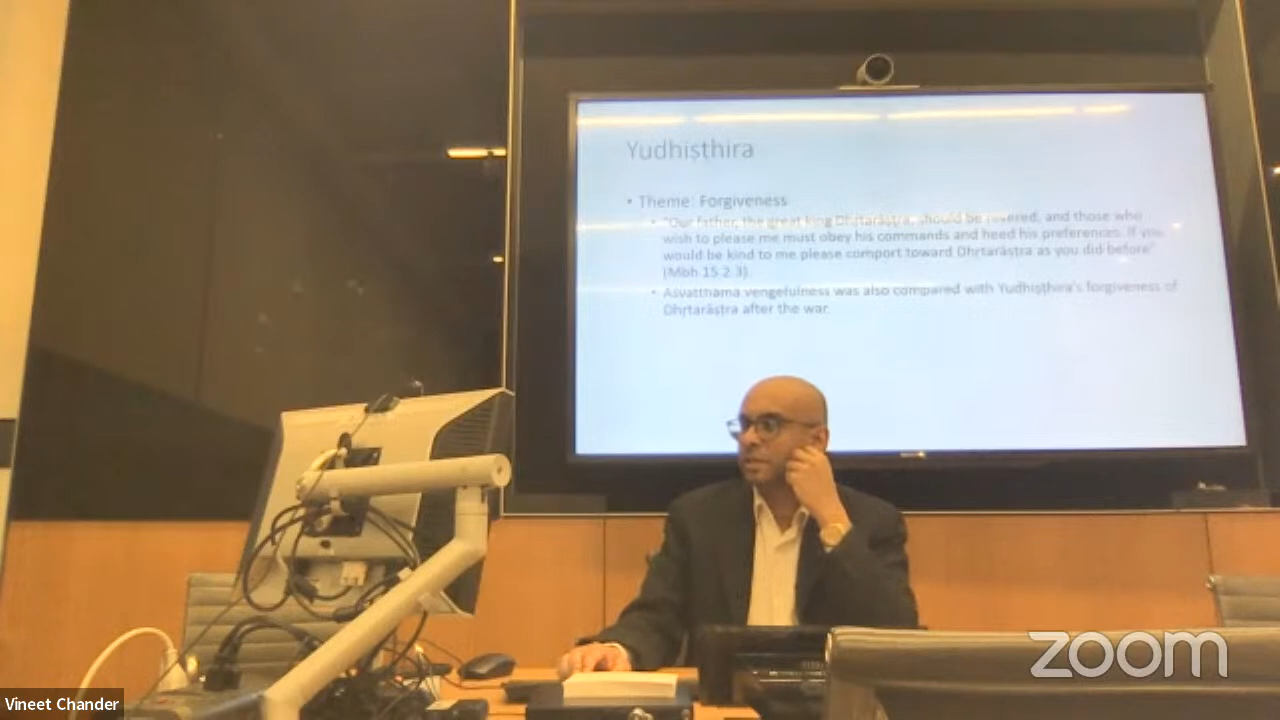 Yudhiṣṭhira
• Theme: Forgiveness
• "Our father, the great king Dhṛtarāṣṭra, should be revered, and those who
wish to please me must obey his commands and heed his preferences. If you
would be kind to me please comport toward Dhṛtarāṣṭra as you did before"
(Mbh 15.2.3)
• Aśvatthāma vengefulness was also compared with Yudhiṣṭhira's forgiveness of
Dhṛtarāṣṭra after the war.
zoom
Vineet Chander